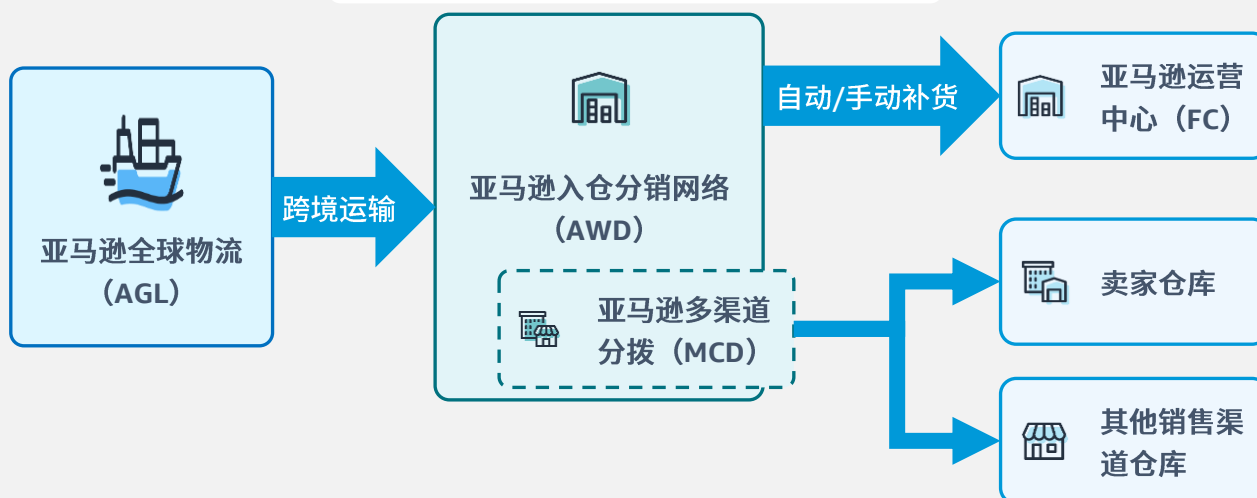 亚马逊全球物流
（AGL）
跨境运输
亚马逊入仓分销网络
（AWD）
亚马逊多渠道
分拨（MCD）
自动/手动补货
亚马逊运营
中心（FC）
卖家仓库
其他销售渠
道仓库